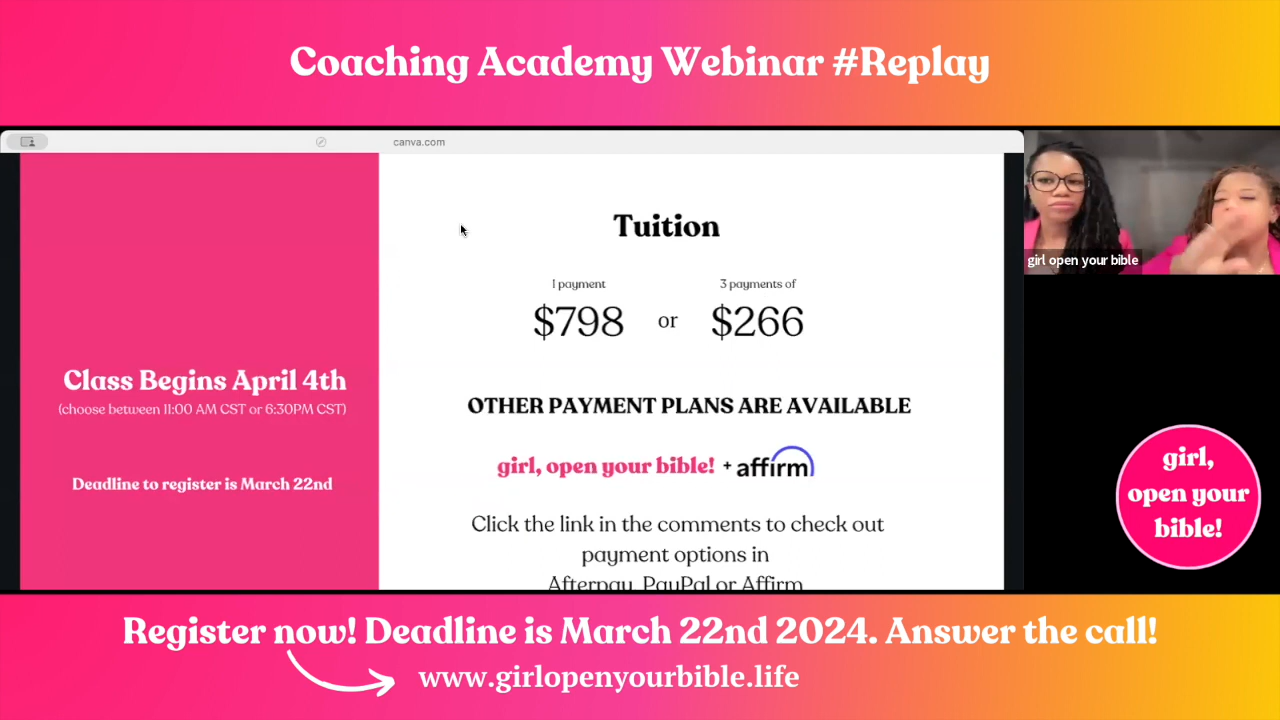 Coaching Academy Webinar #Replay
canva.com
Class Begins April 4th
(choose between 11:00 AM CST or 6:30PM CST)
Deadline to register is March 22nd
Tuition
1 payment
$798
or
3 payments of
$266
OTHER PAYMENT PLANS ARE AVAILABLE
girl, open your bible! + affirm
Click the link in the comments to check out
payment options in
Afterpay, PayPal or Affirm
girl open your bible
girl,
open your
bible!
Register now! Deadline is March 22nd 2024. Answer the call!
www.girlopenyourbible.life